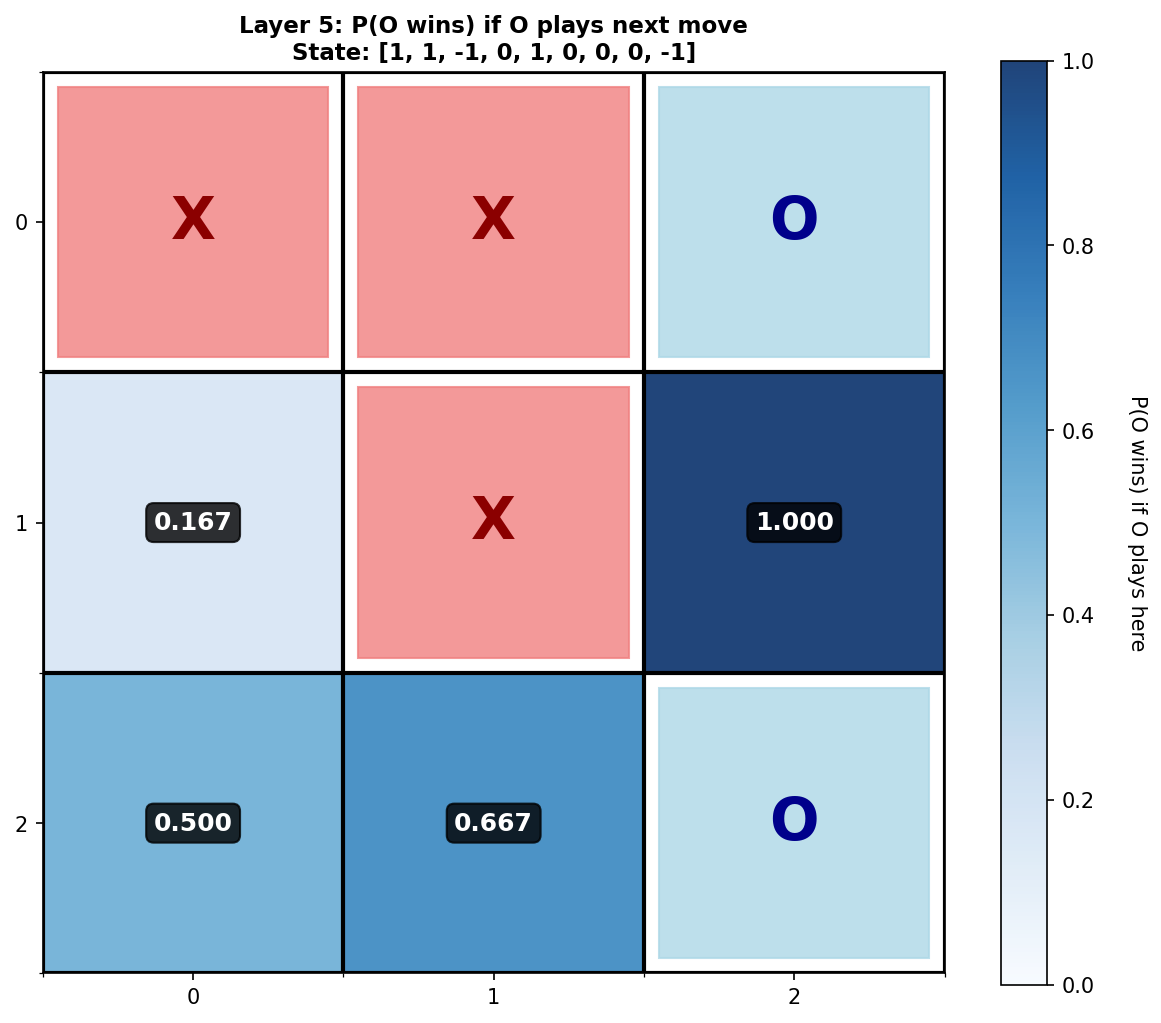 Layer 5: P(O wins) if O plays next move
State: [1, 1, -1, 0, 1, 0, 0, 0, -1]
X
X
O
0
0.167
X
1.000
1
0.500
0.667
O
2
0
1
2
1.0
0.8
0.6
0.4
0.2
0.0
P(O wins) if O plays here